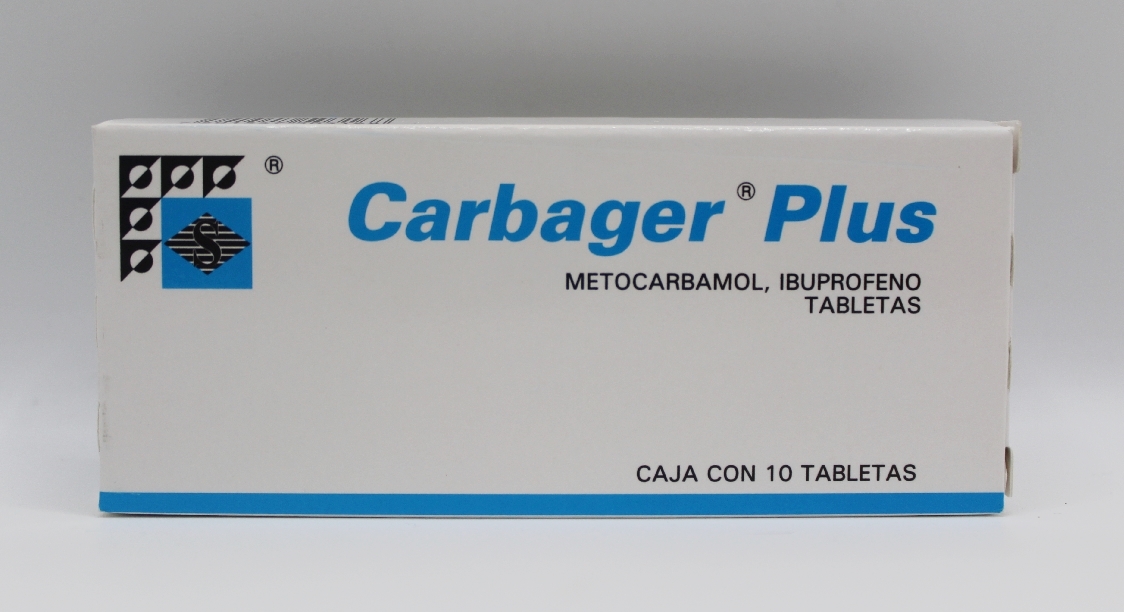 ®
Carbager® Plus
METOCARBAMOL, IBUPROFENO
TABLETAS
S
CAJA CON 10 TABLETAS